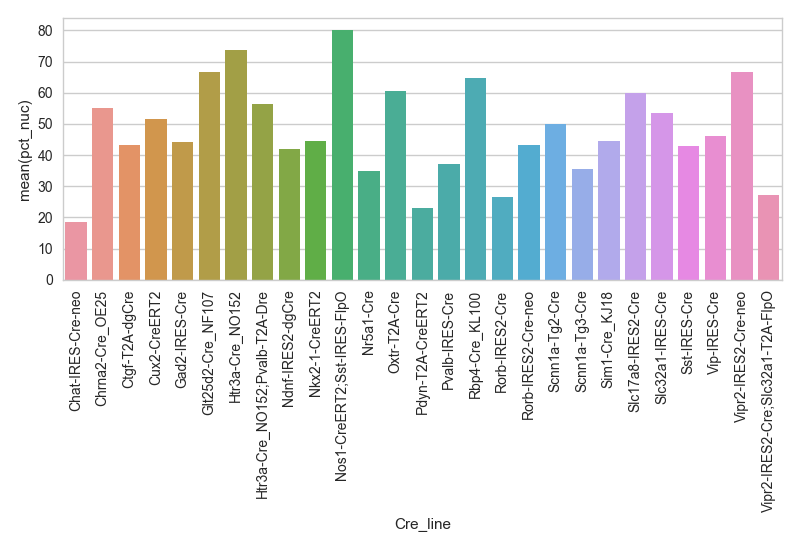 80
70
60
50
40
30
20
10
0
mean(pct_nuc)
Chat-IRES-Cre-neo
Chrna2-Cre_OE25
Ctgf-T2A-dgCre
Cux2-CreERT2
Gad2-IRES-Cre
Glt25d2-Cre_NF107
Htr3a-Cre_NO152
Htr3a-Cre_NO152;Pvalb-T2A-Dre
Ndnf-IRES2-dgCre
Nkx2-1-CreERT2
Nos1-CreERT2;Sst-IRES-FlpO
Nr5a1-Cre
Oxtr-T2A-Cre
Pdyn-T2A-CreERT2
Pvalb-IRES-Cre
Rbp4-Cre_KL100
Rorb-IRES2-Cre
Rorb-IRES2-Cre-neo
Scnn1a-Tg2-Cre
Scnn1a-Tg3-Cre
Sim1-Cre_KJ18
Slc17a8-IRES2-Cre
Slc32a1-IRES-Cre
Sst-IRES-Cre
Vip-IRES-Cre
Vipr2-IRES2-Cre-neo
Vipr2-IRES2-Cre;Slc32a1-T2A-FlpO
Cre_line